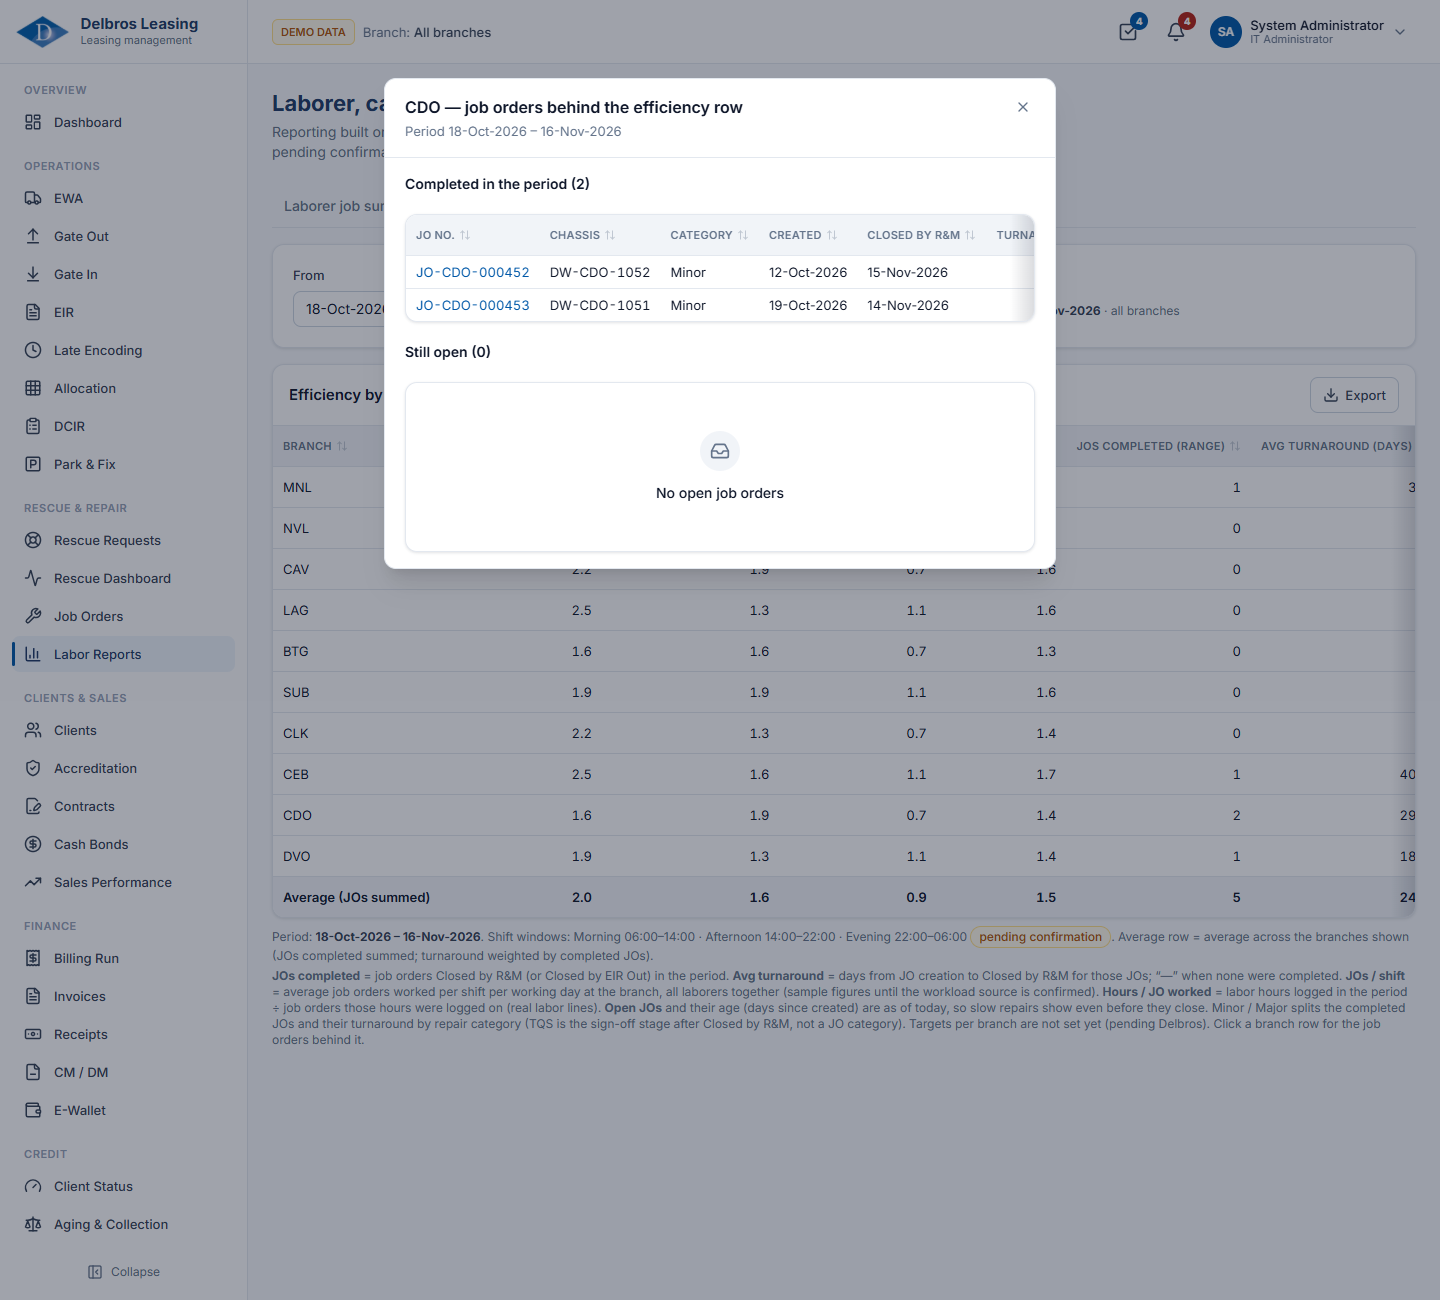 Delbros Leasing
Leasing management
DEMO DATA
Branch: All branches
4
4
SA
System Administrator
IT Administrator
OVERVIEW
Dashboard
OPERATIONS
EWA
Gate Out
Gate In
EIR
Late Encoding
Allocation
DCIR
Park & Fix
RESCUE & REPAIR
Rescue Requests
Rescue Dashboard
Job Orders
Labor Reports
CLIENTS & SALES
Clients
Accreditation
Contracts
Cash Bonds
Sales Performance
FINANCE
Billing Run
Invoices
Receipts
CM / DM
E-Wallet
CREDIT
Client Status
Aging & Collection
Collapse
Laborer,
Reporting built
pending
Laborer job
From
18-Oct-2026
· all branches
CDO — job orders behind the efficiency row
Period 18-Oct-2026 – 16-Nov-2026
Completed in the period (2)
JO NO. CHASSIS CATEGORY CREATED CLOSED BY R&M TURNA
JO-CDO-000452 DW-CDO-1052 Minor 12-Oct-2026 15-Nov-2026
JO-CDO-000453 DW-CDO-1051 Minor 19-Oct-2026 14-Nov-2026
Still open (0)
No open job orders
Efficiency by
Export
BRANCH JOS COMPLETED (RANGE) AVG TURNAROUND (DAYS)
MNL 1 3
NVL 0
CAV 2.2 1.9 0.7 1.6 0
LAG 2.5 1.3 1.1 1.6 0
BTG 1.6 1.6 0.7 1.3 0
SUB 1.9 1.9 1.1 1.6 0
CLK 2.2 1.3 0.7 1.4 0
CEB 2.5 1.6 1.1 1.7 1 40
CDO 1.6 1.9 0.7 1.4 2 29
DVO 1.9 1.3 1.1 1.4 1 18
Average (JOs summed) 2.0 1.6 0.9 1.5 5 24
Period: 18-Oct-2026 – 16-Nov-2026. Shift windows: Morning 06:00–14:00 · Afternoon 14:00–22:00 · Evening 22:00–06:00 pending confirmation. Average row = average across the branches shown
(JOs completed summed; turnaround weighted by completed JOs).
JOs completed = job orders Closed by R&M (or Closed by EIR Out) in the period. Avg turnaround = days from JO creation to Closed by R&M for those JOs; “—” when none were completed. JOs / shift
= average job orders worked per shift per working day at the branch, all laborers together (sample figures until the workload source is confirmed). Hours / JO worked = labor hours logged in the period
÷ job orders those hours were logged on (real labor lines). Open JOs and their age (days since created) are as of today, so slow repairs show even before they close. Minor / Major splits the completed
JOs and their turnaround by repair category (TQS is the sign-off stage after Closed by R&M, not a JO category). Targets per branch are not set yet (pending Delbros). Click a branch row for the job
orders behind it.